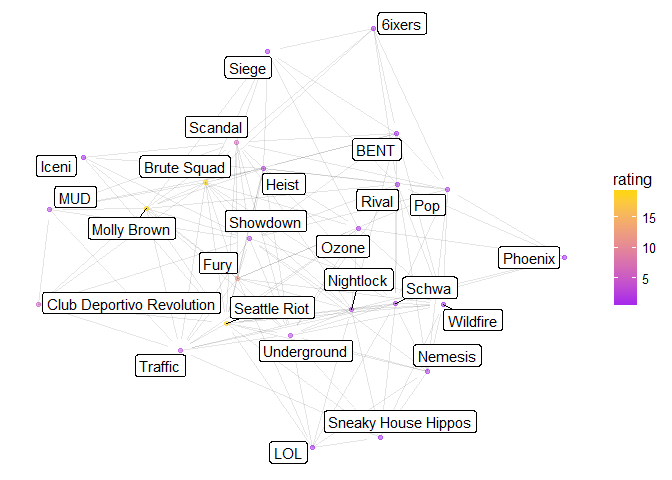 6ixers
Siege
Scandal
BENT
Iceni
Brute Squad
Heist
MUD
Rival
Pop
Molly Brown
Showdown
Ozone
Phoenix
Fury
Nightlock
Schwa
Club Deportivo Revolution
Seattle Riot
Wildfire
Underground
Nemesis
Traffic
Sneaky House Hippos
LOL
rating
15
10
5